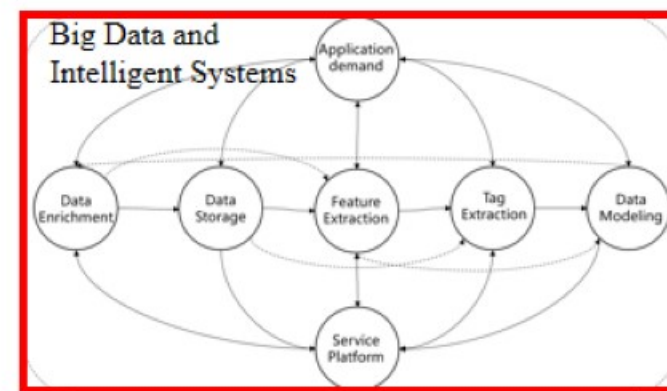 Big Data and
Intelligent Systems
Application
demand
Data
Enrichment
Data
Storage
Feature
Extraction
Tag
Extraction
Data
Modeling
Service
Platform